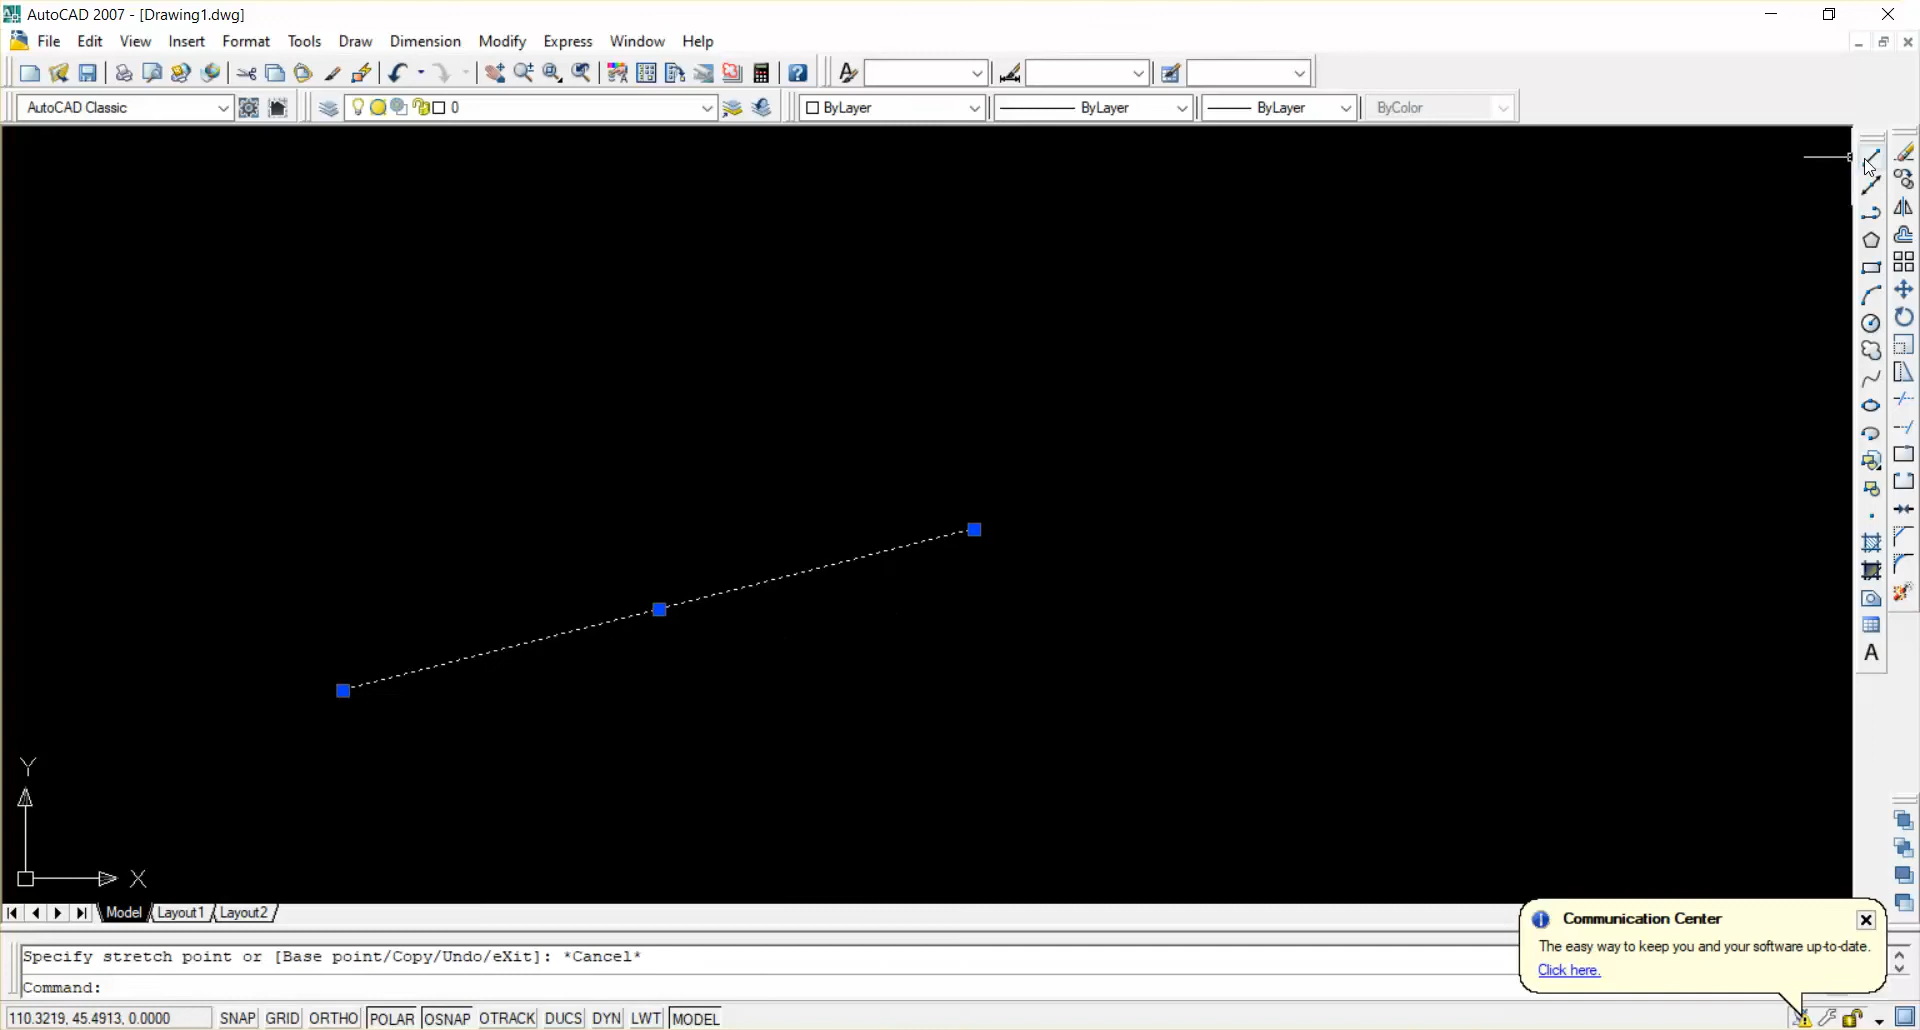 AutoCAD 2007 - [Drawing1.dwg]
File Edit View Insert Format Tools Draw Dimension Modify Express Window Help
AutoCAD Classic 0 ByLayer ByLayer ByLayer ByColor
Y
X
Model Layout1 Layout2
Communication Center
The easy way to keep you and your software up-to-date.
Click here.
Specify stretch point or [Base point/Copy/Undo/eXit]: *Cancel*
Command:
110.3219, 45.4913, 0.0000 SNAP GRID ORTHO POLAR OSNAP OTRACK DUCS DYN LWT MODEL